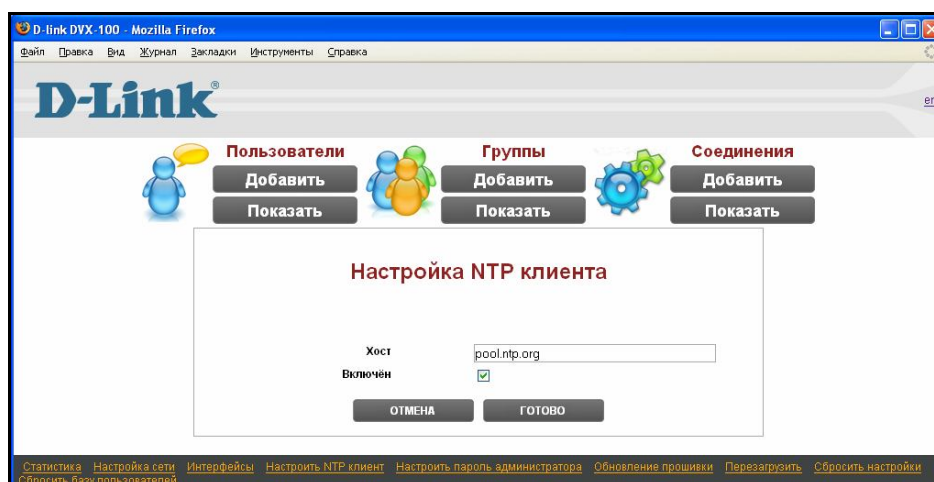 D-link DVX-100 - Mozilla Firefox
Файл Правка Вид Журнал Закладки Инструменты Справка
D-Link®
en
Пользователи Группы Соединения
Добавить Добавить Добавить
Показать Показать Показать
Настройка NTP клиента
Хост pool.ntp.org
Включён
ОТМЕНА ГОТОВО
Статистика Настройка сети Интерфейсы Настроить NTP клиент Настроить пароль администратора Обновление прошивки Перезагрузить Сбросить настройки
Сбросить базу пользователей